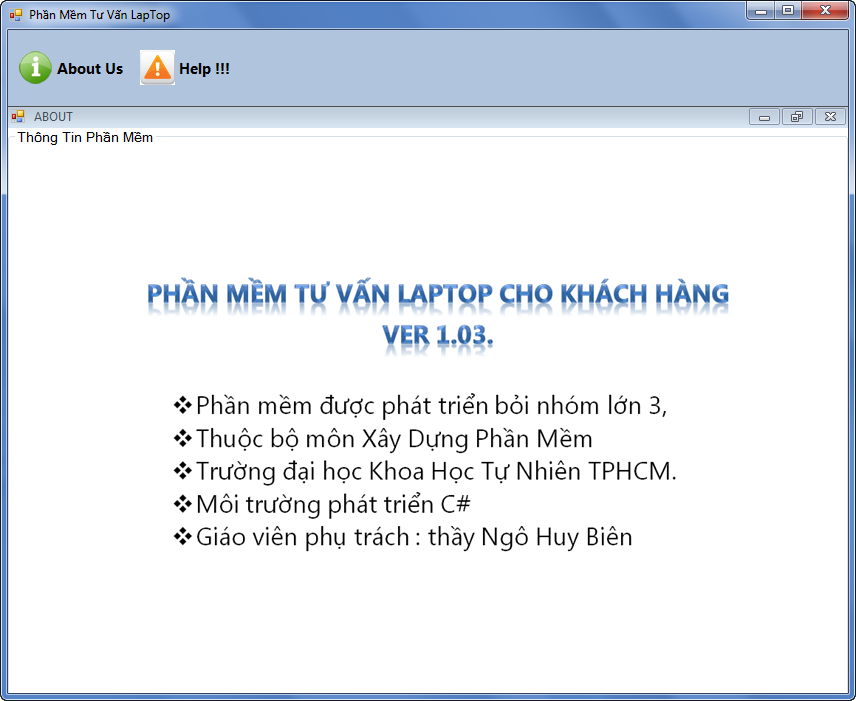 Phần Mềm Tư Vấn LapTop
About Us Help !!!
ABOUT
Thông Tin Phần Mềm
PHẦN MỀM TƯ VẤN LAPTOP CHO KHÁCH HÀNG
VER 1.03.
❖Phần mềm được phát triển bỏi nhóm lớn 3,
❖Thuộc bộ môn Xây Dựng Phần Mềm
❖Trường đại học Khoa Học Tự Nhiên TPHCM.
❖Môi trường phát triển C#
❖Giáo viên phụ trách : thầy Ngô Huy Biên